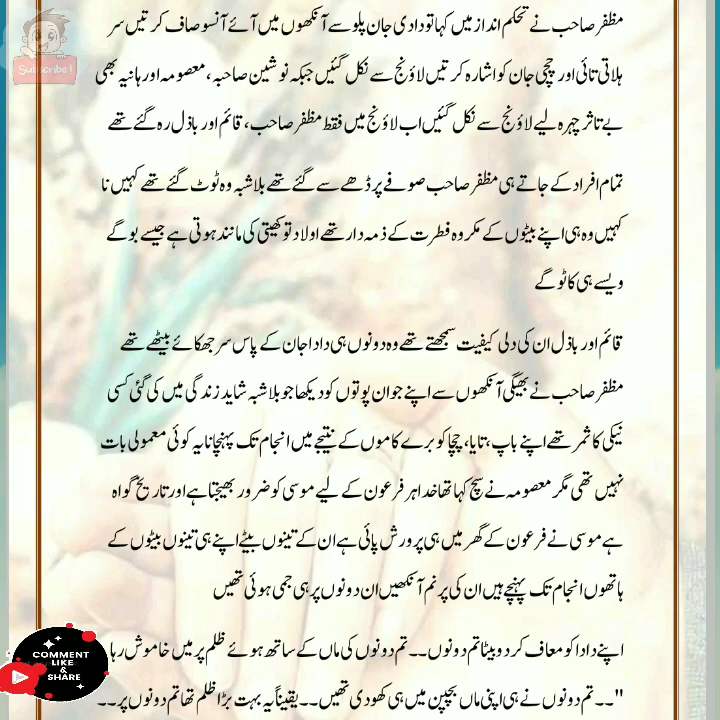 مظفر صاحب نے تحکم انداز میں کہا تو دادی جان پلو سے آنکھوں میں آئے آنسو صاف کرتیں سر
ہلاتی تائی اور چچی جان کو اشارہ کرتیں لاؤنج سے نکل گئیں جبکہ نوشین صاحبہ، معصومہ اور ہانیہ بھی
بے تاثر چہرہ لیے لاؤنج سے نکل گئیں اب لاؤنج میں فقط مظفر صاحب، قائم اور باذل رہ گئے تھے
تمام افراد کے جاتے ہی مظفر صاحب صوفے پر ڈھے سے گئے تھے بلاشبہ وہ ٹوٹ گئے تھے کہیں نا
کہیں وہ ہی اپنے بیٹوں کے مکروہ فطرت کے ذمہ دار تھے اولاد تو کھیتی کی مانند ہوتی ہے جیسے بو گے
ویسے ہی کاٹو گے
قائم اور باذل ان کی دلی کیفیت سمجھتے تھے وہ دونوں ہی دادا جان کے پاس سر جھکائے بیٹھے تھے
مظفر صاحب نے بھیگی آنکھوں سے اپنے جوان پوتوں کو دیکھا جو بلاشبہ شاید زندگی میں کی گئی کسی
نیکی کا ثمر تھے اپنے باپ، تایا، چچا کو برے کاموں کے نتیجے میں انجام تک پہنچانا یہ کوئی معمولی بات
نہیں تھی مگر معصومہ نے سچ کہا تھا خدا ہر فرعون کے لیے موسی کو ضرور بھیجتا ہے اور تاریخ گواہ
ہے موسی نے فرعون کے گھر میں ہی پرورش پائی ہے ان کے تینوں بیٹے اپنے ہی تینوں بیٹوں کے
ہاتھوں انجام تک پہنچے ہیں ان کی پرنم آنکھیں ان دونوں پر ہی جمی ہوئی تھیں
اپنے دادا کو معاف کر دو بیٹا تم دونوں۔۔ تم دونوں کی ماں کے ساتھ ہوئے ظلم پر میں خاموش رہا
"۔۔ تم دونوں نے ہی اپنی ماں بچپن میں ہی کھو دی تھیں۔۔ یقیناً یہ بہت بڑا ظلم تھا تم دونوں پر۔۔
Subscribe!
COMMENT
LIKE
&
SHARE